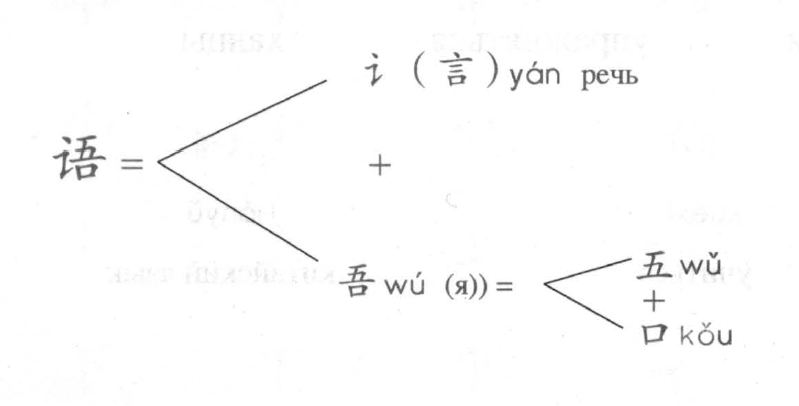 讠(言) yán речь
语 = +
吾 wú (я)) =
五 wǔ
+
口 kǒu